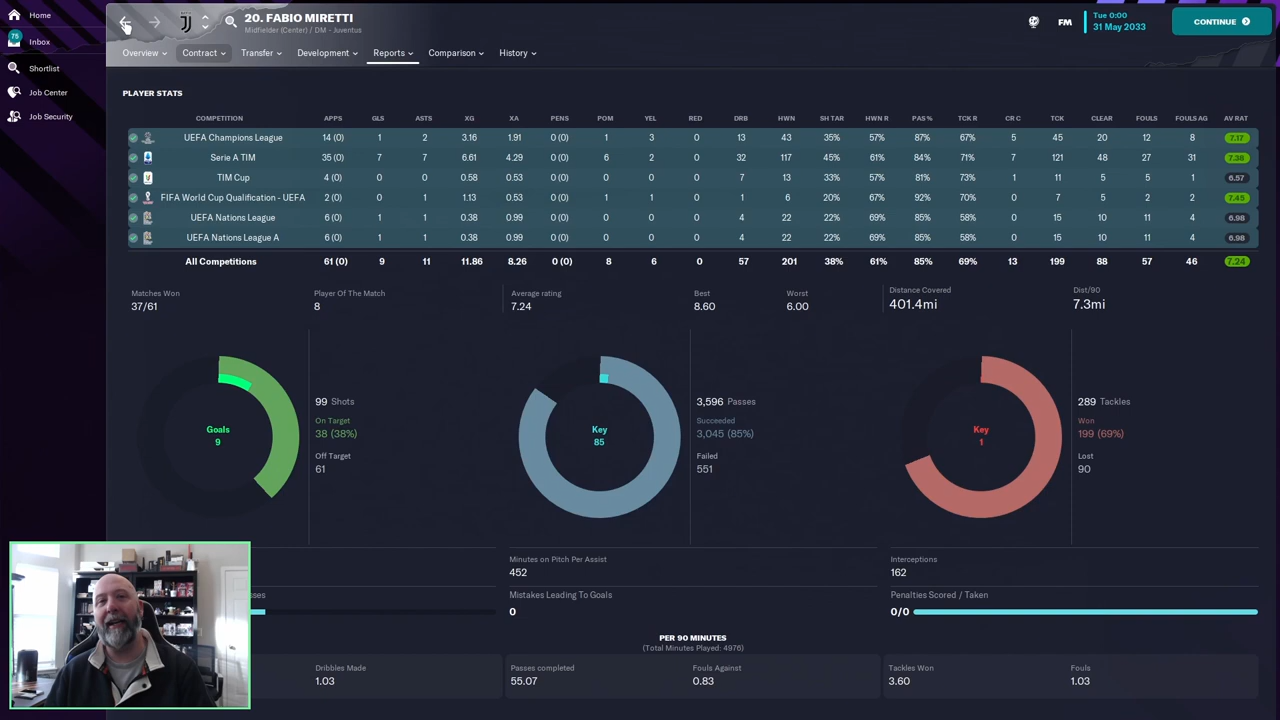 Home
75
Inbox
Shortlist
Job Center
Job Security
20. FABIO MIRETTI
Midfielder (Center) / DM - Juventus
FM
Tue 0:00
31 May 2033
CONTINUE
Overview
Contract
Transfer
Development
Reports
Comparison
History
PLAYER STATS
COMPETITION APPS GLS ASTS XG XA PENS POM YEL RED DRB HWN SH TAR HWN R PAS % TCK R CR C TCK CLEAR FOULS FOULS AG AV RAT
UEFA Champions League 14 (0) 1 2 3.16 1.91 0 (0) 1 3 0 13 43 35% 57% 87% 67% 5 45 20 12 8 7.17
Serie A TIM 35 (0) 7 7 6.61 4.29 0 (0) 6 2 0 32 117 45% 61% 84% 71% 7 121 48 27 31 7.38
TIM Cup 4 (0) 0 0 0.58 0.53 0 (0) 0 0 0 7 13 33% 57% 81% 73% 1 11 5 5 1 6.57
FIFA World Cup Qualification - UEFA 2 (0) 0 1 1.13 0.53 0 (0) 1 1 0 1 6 20% 67% 92% 70% 0 7 5 2 2 7.45
UEFA Nations League 6 (0) 1 1 0.38 0.99 0 (0) 0 0 0 4 22 22% 69% 85% 58% 0 15 10 11 4 6.98
UEFA Nations League A 6 (0) 1 1 0.38 0.99 0 (0) 0 0 0 4 22 22% 69% 85% 58% 0 15 10 11 4 6.98
All Competitions 61 (0) 9 11 11.86 8.26 0 (0) 8 6 0 57 201 38% 61% 85% 69% 13 199 88 57 46 7.24
Matches Won
37/61
Player Of The Match
8
Average rating
7.24
Best
8.60
Worst
6.00
Distance Covered
401.4mi
Dist/90
7.3mi
Goals
9
99 Shots
On Target
38 (38%)
Off Target
61
Key
85
3,596 Passes
Succeeded
3,045 (85%)
Failed
551
Key
1
289 Tackles
Won
199 (69%)
Lost
90
Minutes on Pitch Per Assist
452
Interceptions
162
Mistakes Leading To Goals
0
Penalties Scored / Taken
0/0
PER 90 MINUTES
(Total Minutes Played: 4976)
Dribbles Made
1.03
Passes completed
55.07
Fouls Against
0.83
Tackles Won
3.60
Fouls
1.03